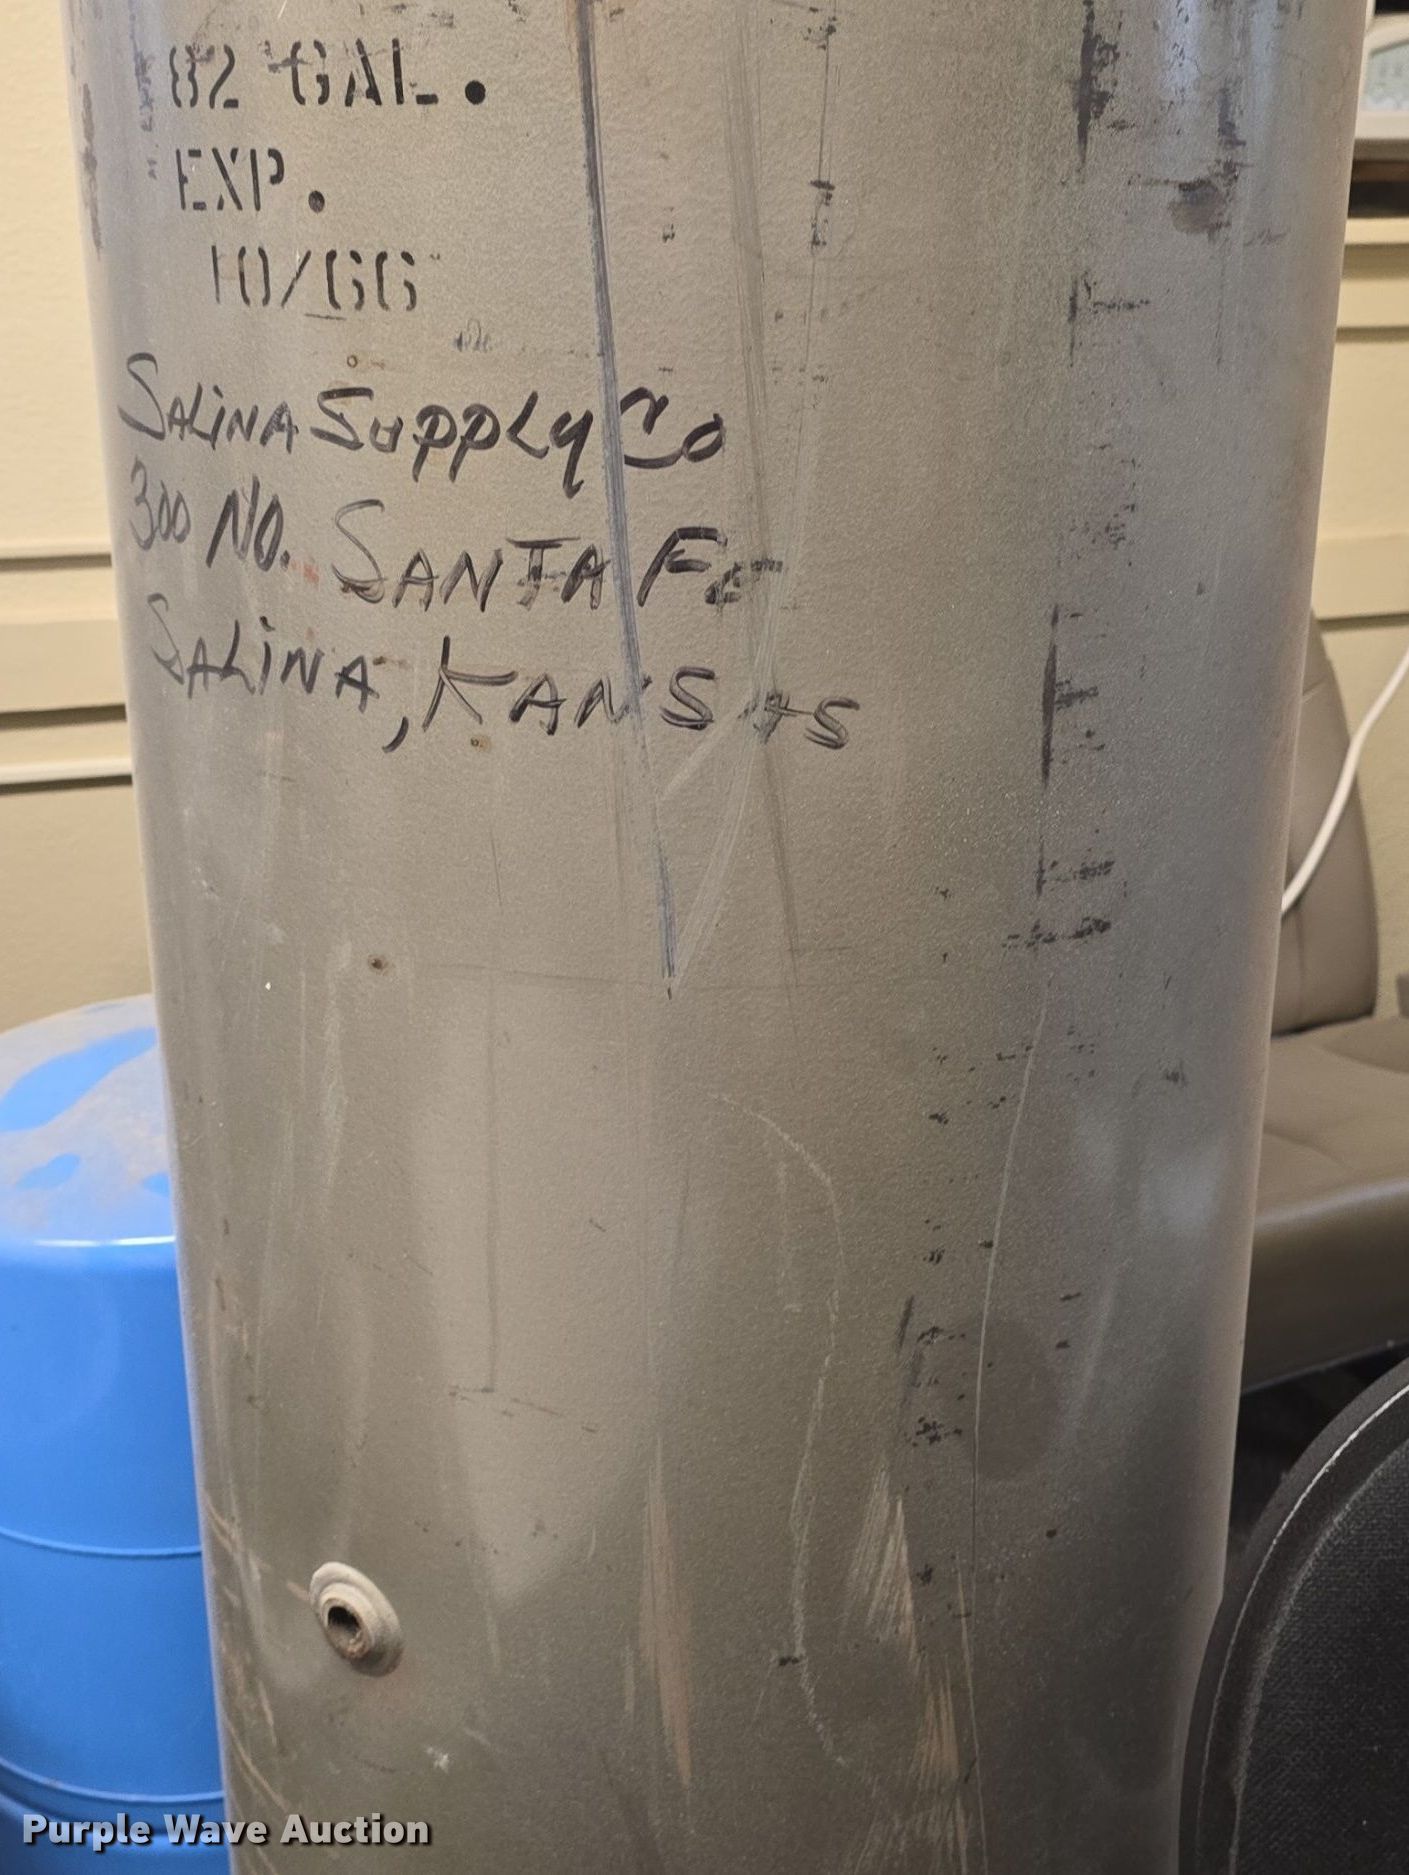 82 GAL.
EXP.
10/66
SALINA SUPPLY Co
300 NO. SANTA FE
SALINA, KANSAS
Purple Wave Auction